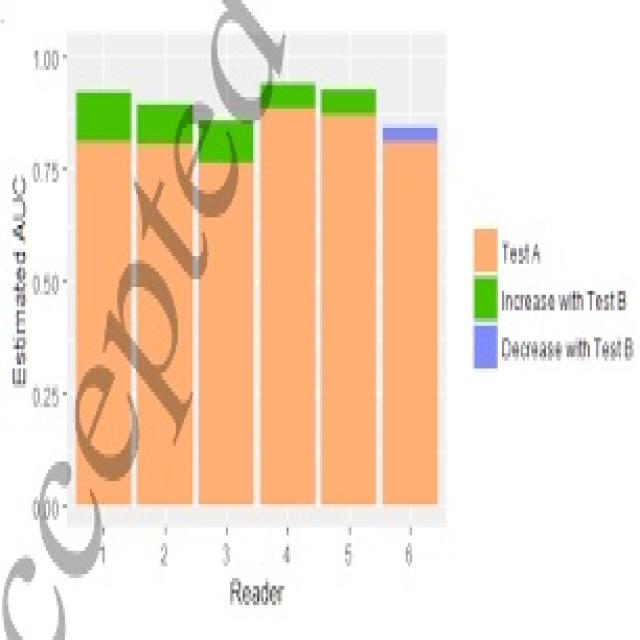 ccepted
1.00
0.75
0.50
0.25
0.00
Estimated AUC
1 2 3 4 5 6
Reader
Test A
Increase with Test B
Decrease with Test B